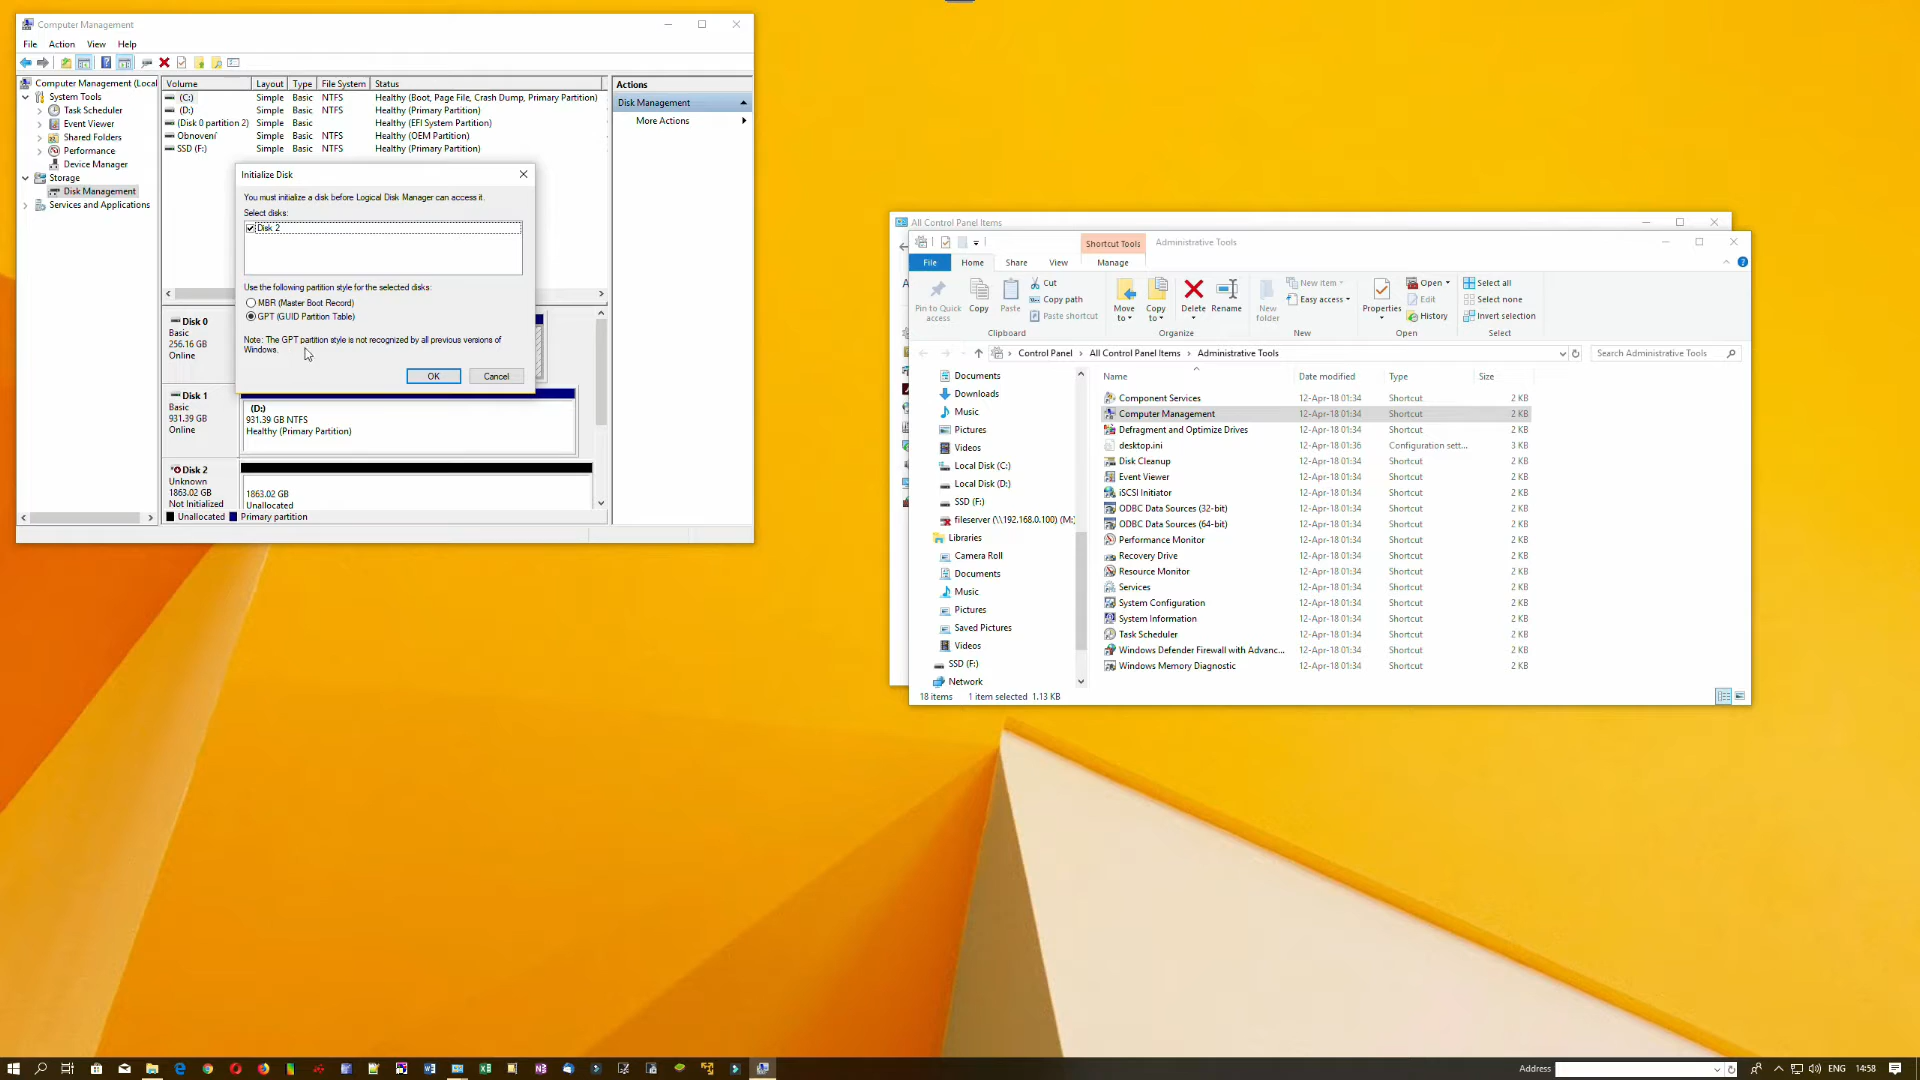 Computer Management
File Action View Help
Computer Management (Local
System Tools
Task Scheduler
Event Viewer
Shared Folders
Performance
Device Manager
Storage
Disk Management
Services and Applications
Volume Layout Type File System Status
(C:) Simple Basic NTFS Healthy (Boot, Page File, Crash Dump, Primary Partition)
(D:) Simple Basic NTFS Healthy (Primary Partition)
(Disk 0 partition 2) Simple Basic Healthy (EFI System Partition)
Obnovení Simple Basic NTFS Healthy (OEM Partition)
SSD (F:) Simple Basic NTFS Healthy (Primary Partition)
Actions
Disk Management
More Actions
Initialize Disk
You must initialize a disk before Logical Disk Manager can access it.
Select disks:
Disk 2
Use the following partition style for the selected disks:
MBR (Master Boot Record)
GPT (GUID Partition Table)
Note: The GPT partition style is not recognized by all previous versions of
Windows.
OK Cancel
Disk 0
Basic
256.16 GB
Online
Disk 1
Basic
931.39 GB
Online
(D:)
931.39 GB NTFS
Healthy (Primary Partition)
Disk 2
Unknown
1863.02 GB
Not Initialized
1863.02 GB
Unallocated
Unallocated Primary partition
All Control Panel Items
Shortcut Tools Administrative Tools
File Home Share View Manage
Pin to Quick access
Copy
Paste
Cut
Copy path
Paste shortcut
Clipboard
Move to
Copy to
Delete
Rename
Organize
New folder
New item
Easy access
New
Properties
Open
Edit
History
Open
Select all
Select none
Invert selection
Select
Control Panel All Control Panel Items Administrative Tools
Search Administrative Tools
Documents
Downloads
Music
Pictures
Videos
Local Disk (C:)
Local Disk (D:)
SSD (F:)
fileserver (\\192.168.0.100) (M:)
Libraries
Camera Roll
Documents
Music
Pictures
Saved Pictures
Videos
SSD (F:)
Network
Name Date modified Type Size
Component Services 12-Apr-18 01:34 Shortcut 2 KB
Computer Management 12-Apr-18 01:34 Shortcut 2 KB
Defragment and Optimize Drives 12-Apr-18 01:34 Shortcut 2 KB
desktop.ini 12-Apr-18 01:36 Configuration sett... 3 KB
Disk Cleanup 12-Apr-18 01:34 Shortcut 2 KB
Event Viewer 12-Apr-18 01:34 Shortcut 2 KB
iSCSI Initiator 12-Apr-18 01:34 Shortcut 2 KB
ODBC Data Sources (32-bit) 12-Apr-18 01:34 Shortcut 2 KB
ODBC Data Sources (64-bit) 12-Apr-18 01:34 Shortcut 2 KB
Performance Monitor 12-Apr-18 01:34 Shortcut 2 KB
Recovery Drive 12-Apr-18 01:34 Shortcut 2 KB
Resource Monitor 12-Apr-18 01:34 Shortcut 2 KB
Services 12-Apr-18 01:34 Shortcut 2 KB
System Configuration 12-Apr-18 01:34 Shortcut 2 KB
System Information 12-Apr-18 01:34 Shortcut 2 KB
Task Scheduler 12-Apr-18 01:34 Shortcut 2 KB
Windows Defender Firewall with Advanc... 12-Apr-18 01:34 Shortcut 2 KB
Windows Memory Diagnostic 12-Apr-18 01:34 Shortcut 2 KB
18 items 1 item selected 1.13 KB
Address ENG 14:58